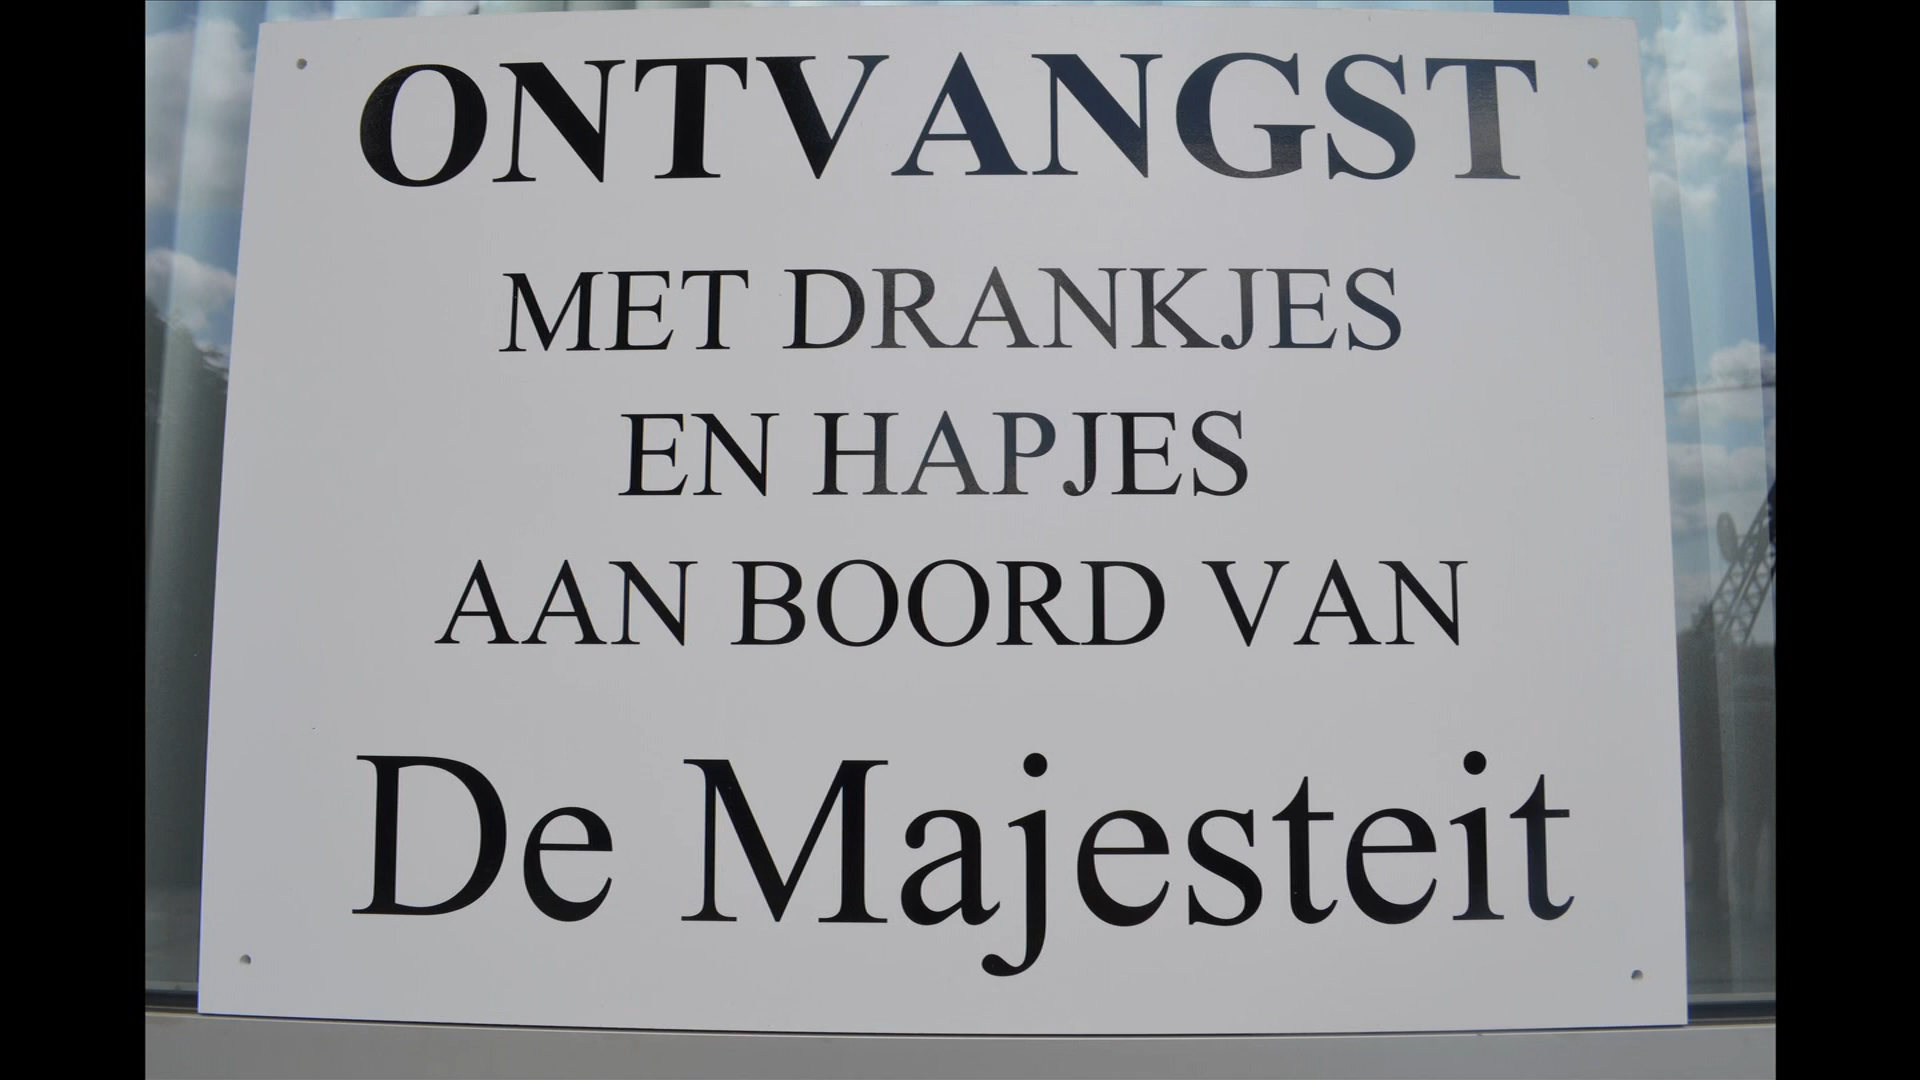 ONTVANGST
MET DRANKJES
EN HAPJES
AAN BOORD VAN
De Majesteit